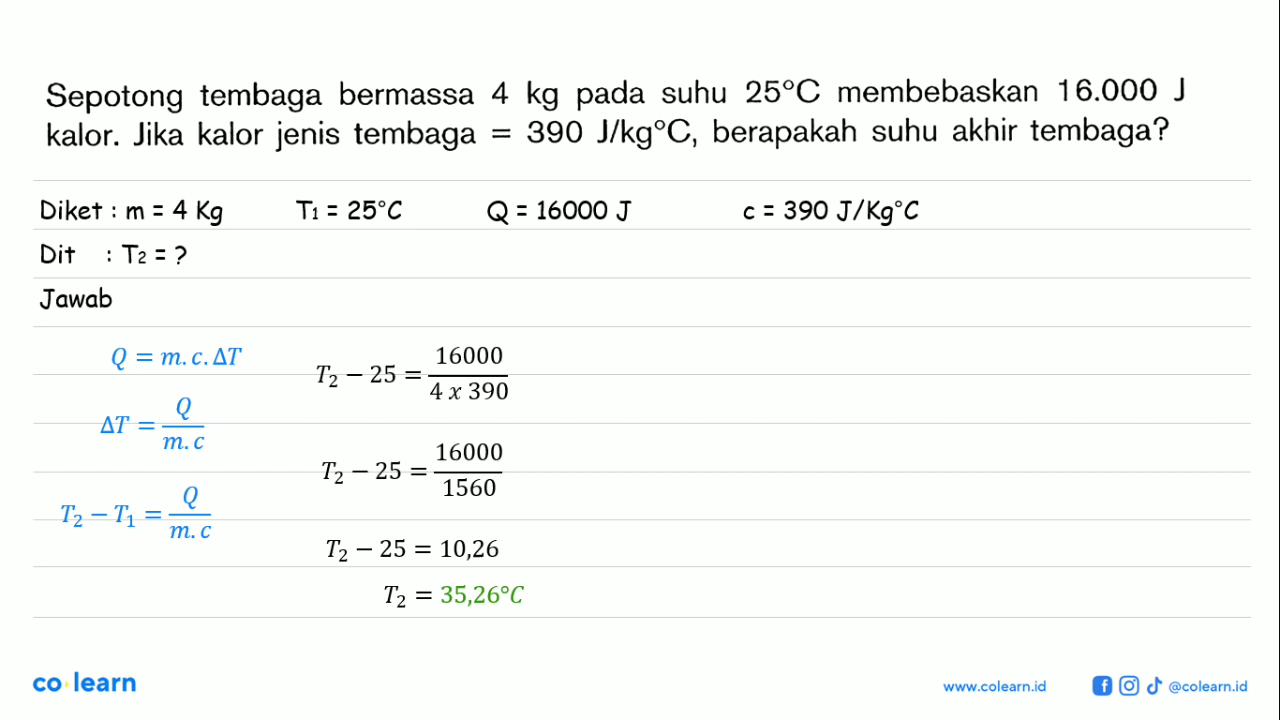 Sepotong tembaga bermassa 4 kg pada suhu 25°C membebaskan 16.000 J
kalor. Jika kalor jenis tembaga = 390 J/kg°C, berapakah suhu akhir tembaga?
Diket : m = 4 Kg T₁ = 25°C Q = 16000 J c = 390 J/Kg°C
Dit : T₂ = ?
Jawab
Q = m. c. ΔT
ΔT = Q / m. c
T₂ − T₁ = Q / m. c
T₂ − 25 = 16000 / 4 x 390
T₂ − 25 = 16000 / 1560
T₂ − 25 = 10,26
T₂ = 35,26°C
co learn
www.colearn.id @colearn.id